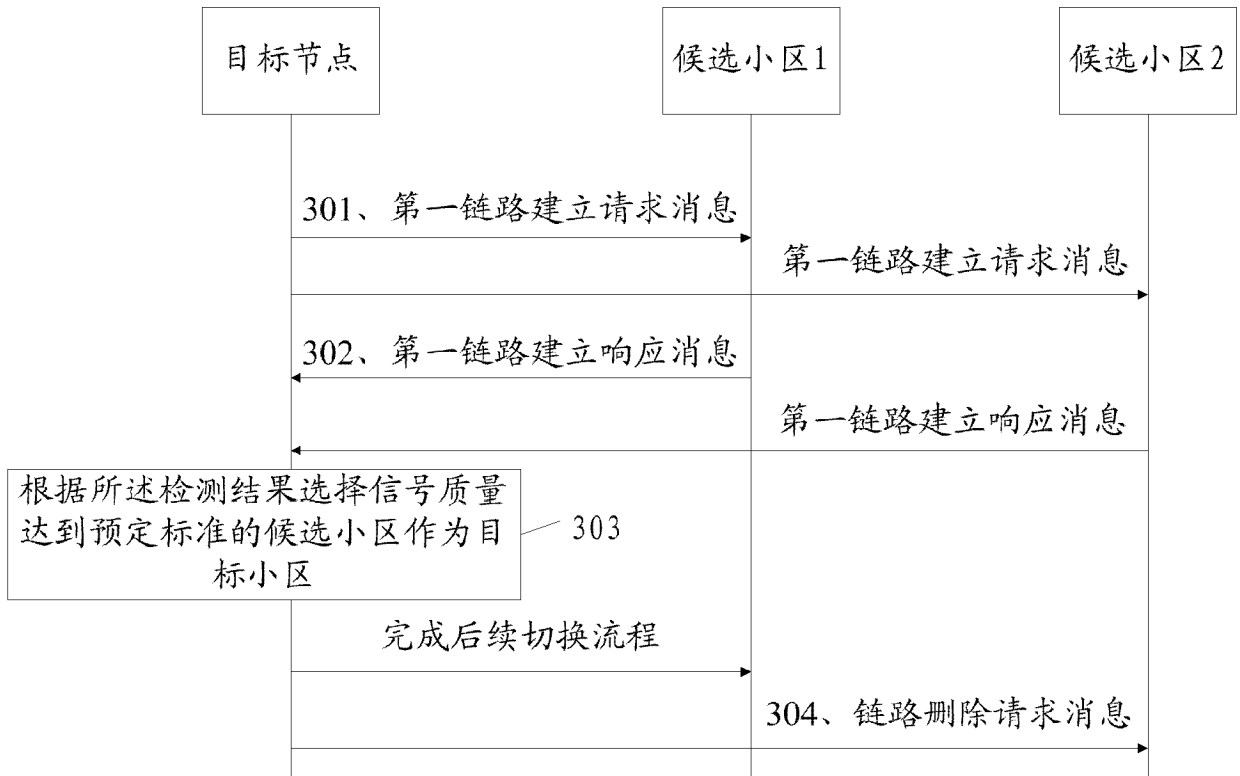 目标节点
候选小区1
候选小区2
301、第一链路建立请求消息
第一链路建立请求消息
302、第一链路建立响应消息
第一链路建立响应消息
根据所述检测结果选择信号质量
达到预定标准的候选小区作为目
标小区
303
完成后续切换流程
304、链路删除请求消息